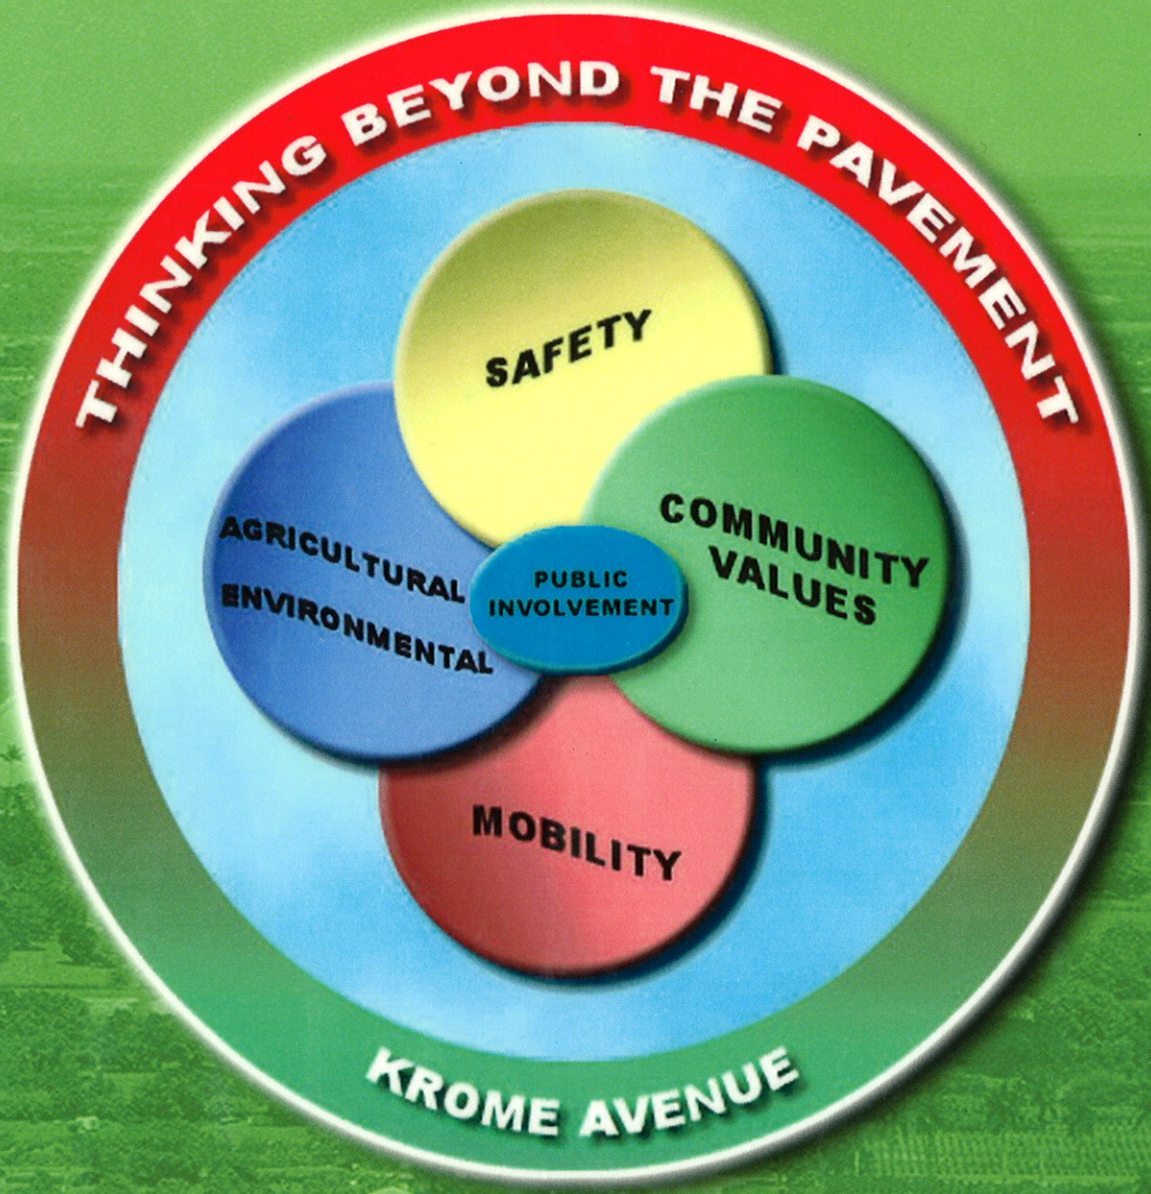 THINKING BEYOND THE PAVEMENT
SAFETY
COMMUNITY
VALUES
AGRICULTURAL
ENVIRONMENTAL
PUBLIC
INVOLVEMENT
MOBILITY
KROME AVENUE